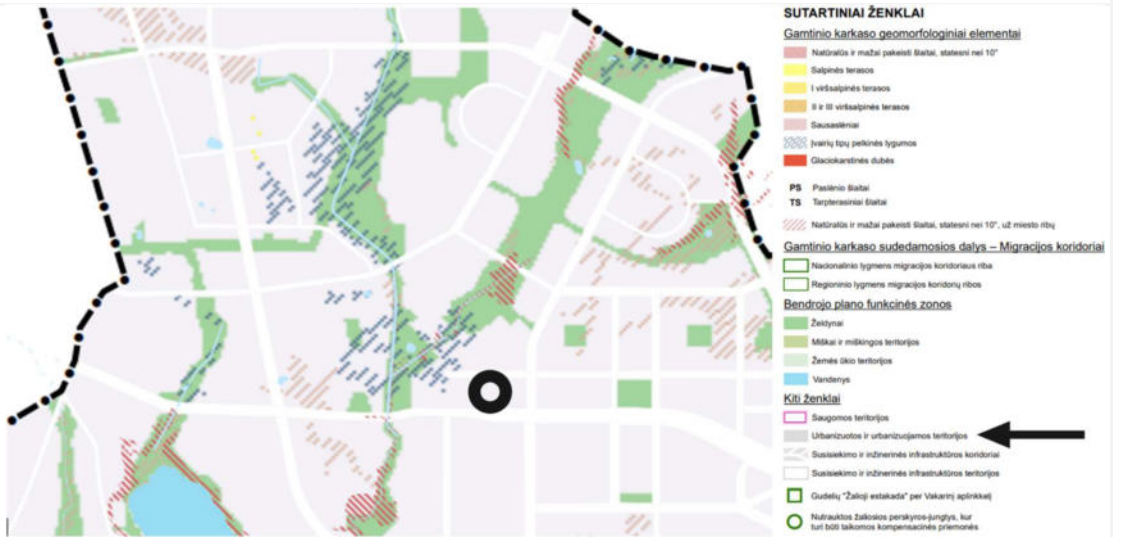 SUTARTINIAI ŽENKLAI
Gamtinio karkaso geomorfologiniai elementai
Natūralūs ir mažai pakeisti šlaitai, statesni nei 10°
Salpinės terasos
I viršsalpinės terasos
II ir III viršsalpinės terasos
Sausaslėniai
Įvairių tipų pelkinės lygumos
Glaciokarstinės dubės
PS Paslėnio šlaitai
TS Tarpterasiniai šlaitai
Natūralūs ir mažai pakeisti šlaitai, statesni nei 10°, už miesto ribų
Gamtinio karkaso sudedamosios dalys – Migracijos koridoriai
Nacionalinio lygmens migracijos koridoriaus riba
Regioninio lygmens migracijos koridorių ribos
Bendrojo plano funkcinės zonos
Želdynai
Miškai ir miškingos teritorijos
Žemės ūkio teritorijos
Vandenys
Kiti ženklai
Saugomos teritorijos
Urbanizuotos ir urbanizuojamos teritorijos
Susisiekimo ir inžinerinės infrastruktūros koridoriai
Susisiekimo ir inžinerinės infrastruktūros teritorijos
Gudelių "Žalioji estakada" per Vakarinį aplinkkelį
Nutrauktos žaliosios perskyros-jungtys, kur
turi būti taikomos kompensacinės priemonės